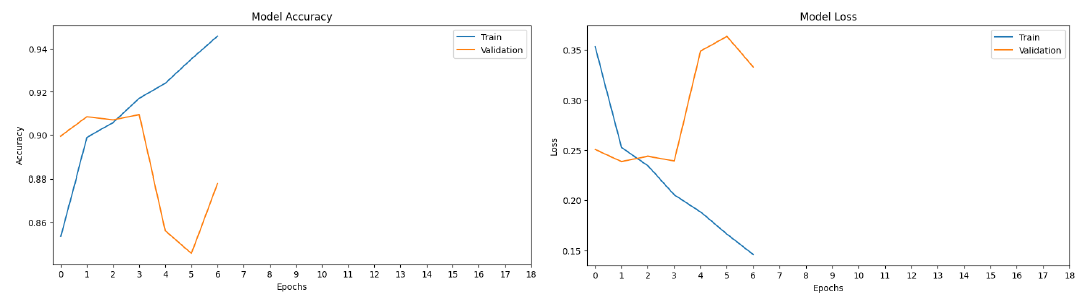 Model Accuracy
Train
Validation
0.94
0.92
0.90
0.88
0.86
Accuracy
0 1 2 3 4 5 6 7 8 9 10 11 12 13 14 15 16 17 18
Epochs
Model Loss
Train
Validation
0.35
0.30
0.25
0.20
0.15
Loss
0 1 2 3 4 5 6 7 8 9 10 11 12 13 14 15 16 17 18
Epochs